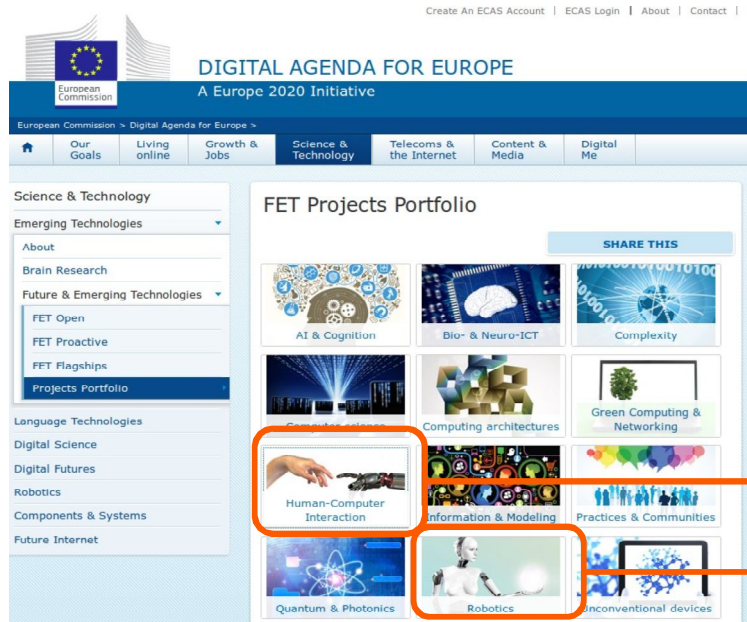 Create An ECAS Account | ECAS Login | About | Contact |
European
Commission
DIGITAL AGENDA FOR EUROPE
A Europe 2020 Initiative
European Commission > Digital Agenda for Europe >
Our Goals
Living online
Growth & Jobs
Science & Technology
Telecoms & the Internet
Content & Media
Digital Me
Science & Technology
Emerging Technologies
About
Brain Research
Future & Emerging Technologies
FET Open
FET Proactive
FET Flagships
Projects Portfolio
Language Technologies
Digital Science
Digital Futures
Robotics
Components & Systems
Future Internet
FET Projects Portfolio
SHARE THIS
AI & Cognition
Bio- & Neuro-ICT
Complexity
Computer science
Computing architectures
Green Computing &
Networking
Human-Computer
Interaction
Information & Modeling
Practices & Communities
Quantum & Photonics
Robotics
Unconventional devices